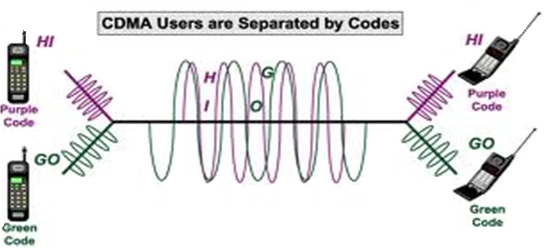 CDMA Users are Separated by Codes
HI
Purple
Code
GO
Green
Code
H
I
G
O
HI
Purple
Code
GO
Green
Code